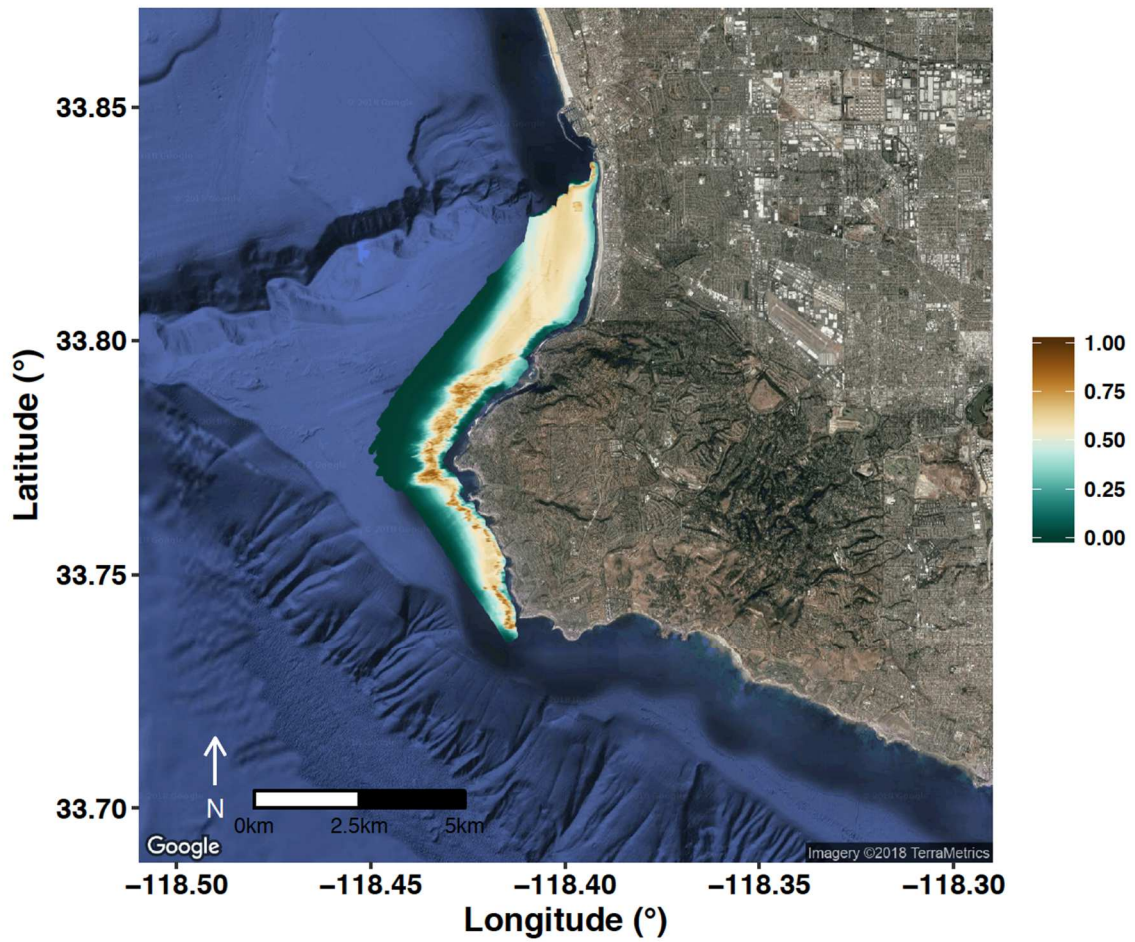 33.85
33.80
33.75
33.70
Latitude (°)
1.00
0.75
0.50
0.25
0.00
N
0km 2.5km 5km
Google
Imagery ©2018 TerraMetrics
−118.50 −118.45 −118.40 −118.35 −118.30
Longitude (°)